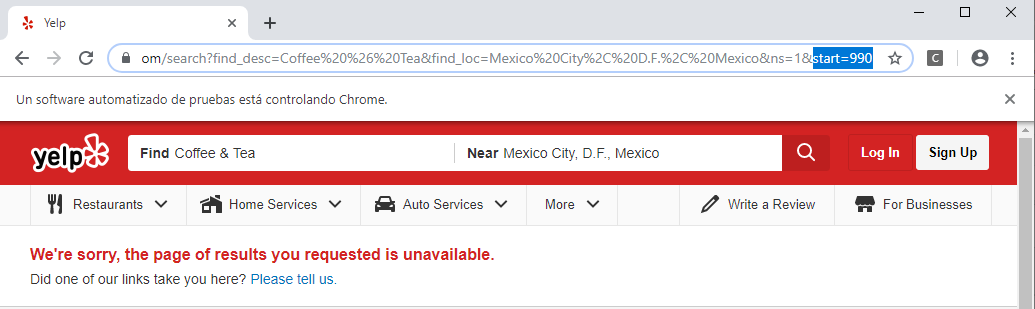 Yelp
om/search?find_desc=Coffee%20%26%20Tea&find_loc=Mexico%20City%2C%20D.F.%2C%20Mexico&ns=1&start=990
C
Un software automatizado de pruebas está controlando Chrome.
yelp
Find Coffee & Tea
Near Mexico City, D.F., Mexico
Log In
Sign Up
Restaurants
Home Services
Auto Services
More
Write a Review
For Businesses
We're sorry, the page of results you requested is unavailable.
Did one of our links take you here? Please tell us.